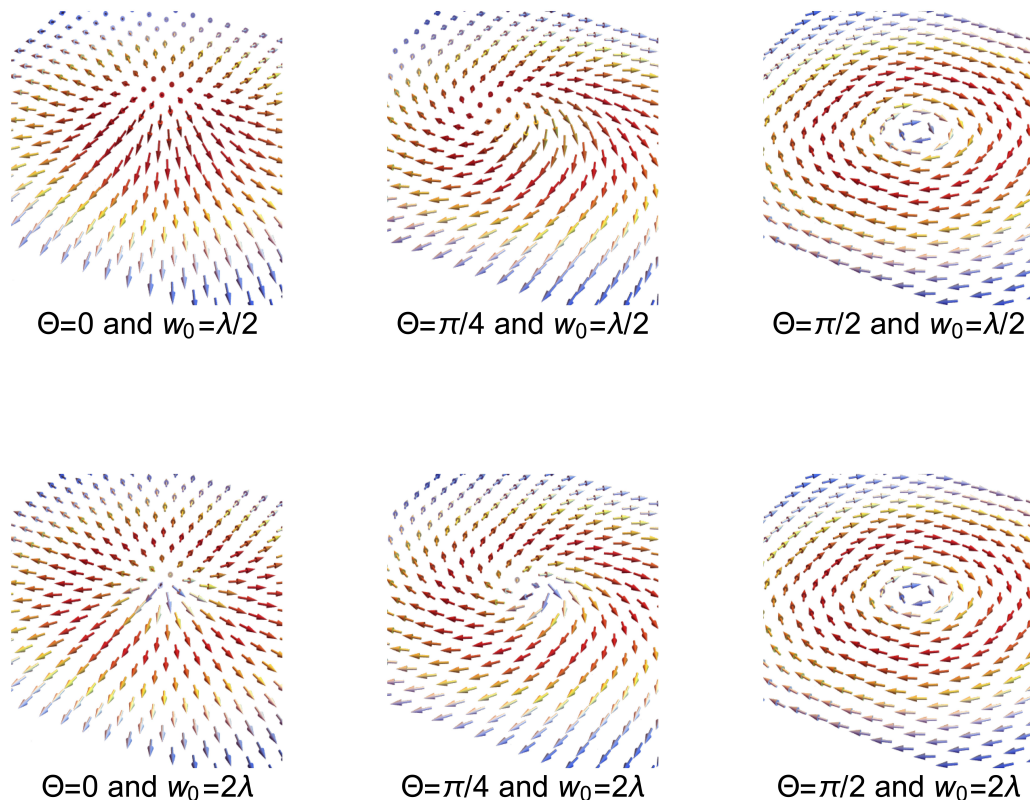 Θ=0 and w₀=λ/2
Θ=π/4 and w₀=λ/2
Θ=π/2 and w₀=λ/2
Θ=0 and w₀=2λ
Θ=π/4 and w₀=2λ
Θ=π/2 and w₀=2λ